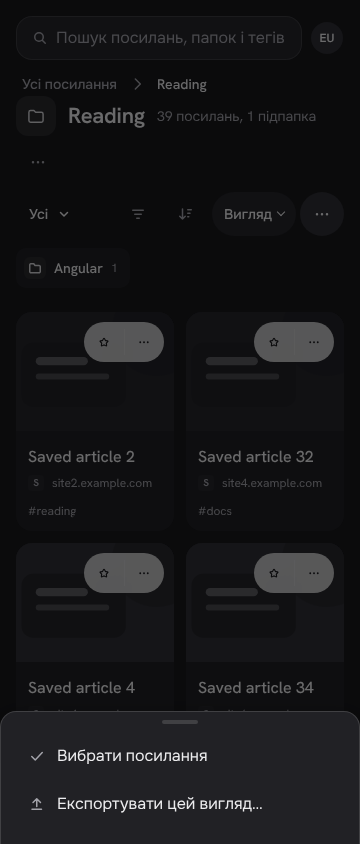 Пошук посилань, папок і тегів
EU
Усі посилання
Reading
Reading
39 посилань, 1 підпапка
...
Усі
Вигляд
...
Angular 1
Saved article 2
S site2.example.com
#reading
Saved article 32
S site4.example.com
#docs
Saved article 4
Saved article 34
Вибрати посилання
Експортувати цей вигляд...